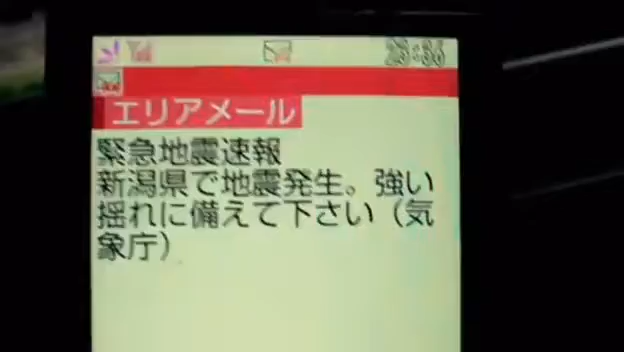 エリアメール
緊急地震速報
新潟県で地震発生。強い
揺れに備えて下さい（気
象庁）